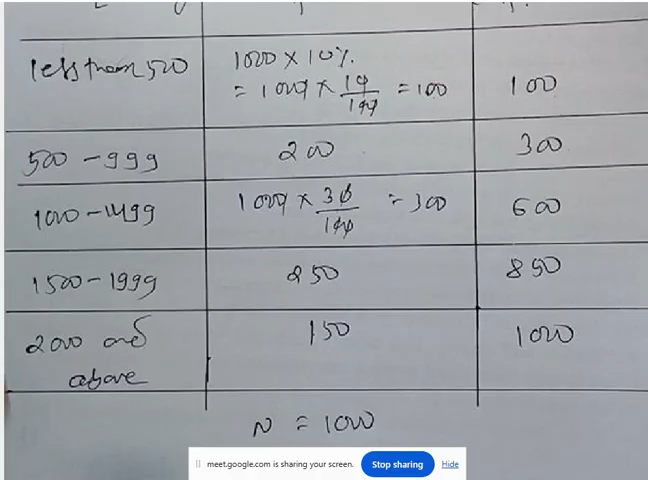 less than 500
1000 × 10%.
= 1000 × 10/100 = 100
100
500 - 999
200
300
1000 - 1499
1000 × 30/100 = 300
600
1500 - 1999
250
850
2000 and above
150
1000
N = 1000
meet.google.com is sharing your screen.
Stop sharing
Hide